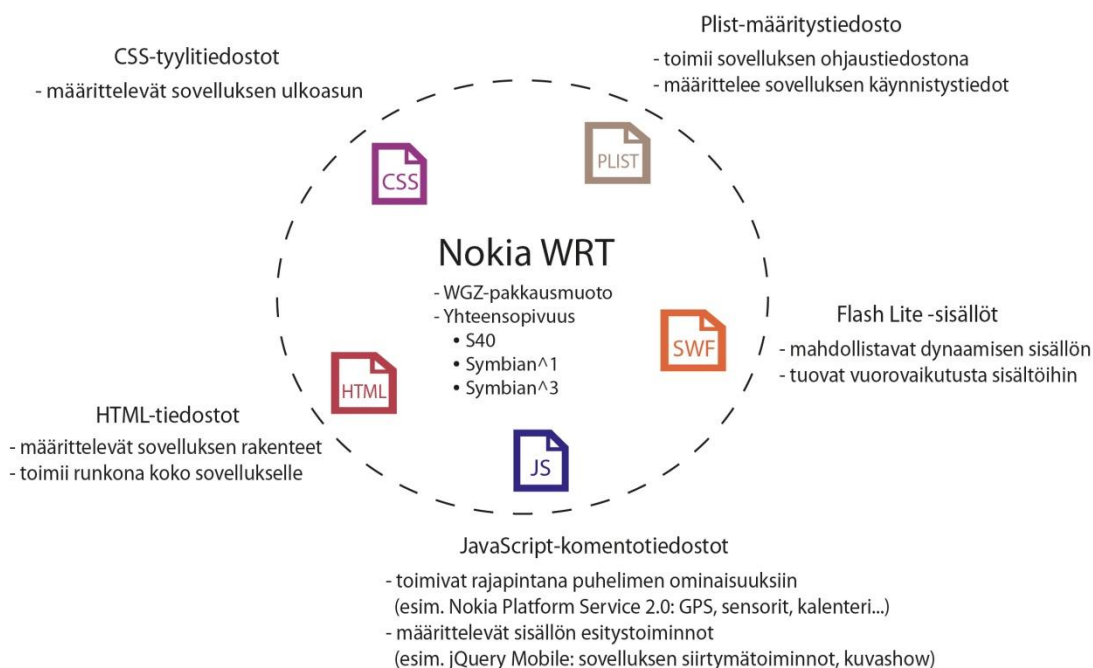 CSS-tyylitiedostot
- määrittelevät sovelluksen ulkoasun
Plist-määritystiedosto
- toimii sovelluksen ohjaustiedostona
- määrittelee sovelluksen käynnistystiedot
CSS
PLIST
Nokia WRT
- WGZ-pakkausmuoto
- Yhteensopivuus
• S40
• Symbian^1
• Symbian^3
SWF
Flash Lite -sisällöt
- mahdollistavat dynaamisen sisällön
- tuovat vuorovaikutusta sisältöihin
HTML
HTML-tiedostot
- määrittelevät sovelluksen rakenteet
- toimii runkona koko sovellukselle
JS
JavaScript-komentotiedostot
- toimivat rajapintana puhelimen ominaisuuksiin
(esim. Nokia Platform Service 2.0: GPS, sensorit, kalenteri...)
- määrittelevät sisällön esitystoiminnot
(esim. jQuery Mobile: sovelluksen siirtymätoiminnot, kuvashow)